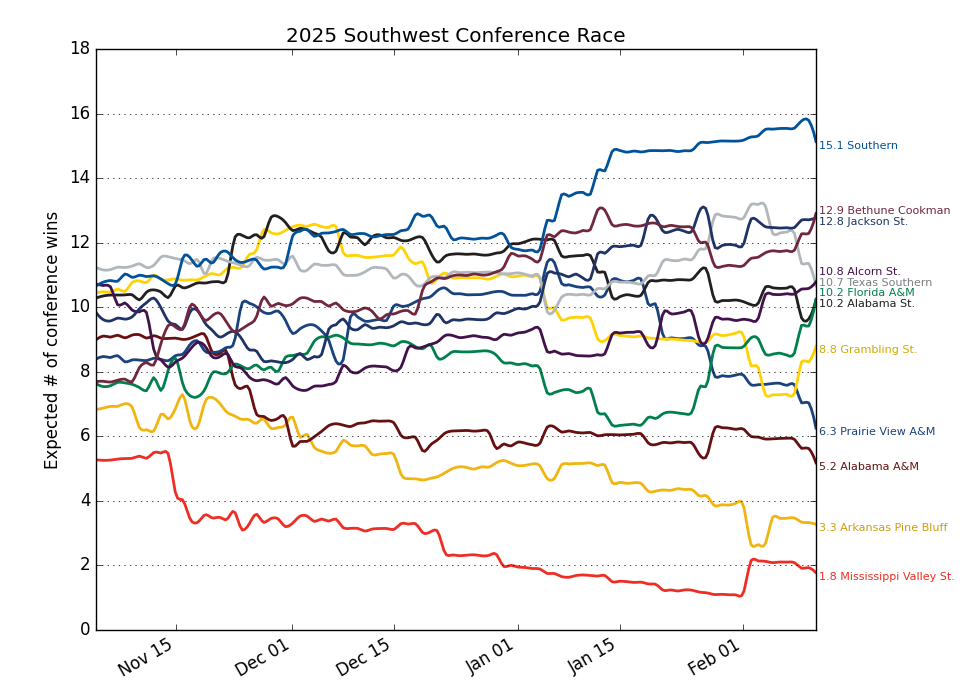 2025 Southwest Conference Race
Expected # of conference wins
18
16
14
12
10
8
6
4
2
0
Nov 15
Dec 01
Dec 15
Jan 01
Jan 15
Feb 01
15.1 Southern
12.9 Bethune Cookman
12.8 Jackson St.
10.8 Alcorn St.
10.7 Texas Southern
10.2 Florida A&M
10.2 Alabama St.
8.8 Grambling St.
6.3 Prairie View A&M
5.2 Alabama A&M
3.3 Arkansas Pine Bluff
1.8 Mississippi Valley St.